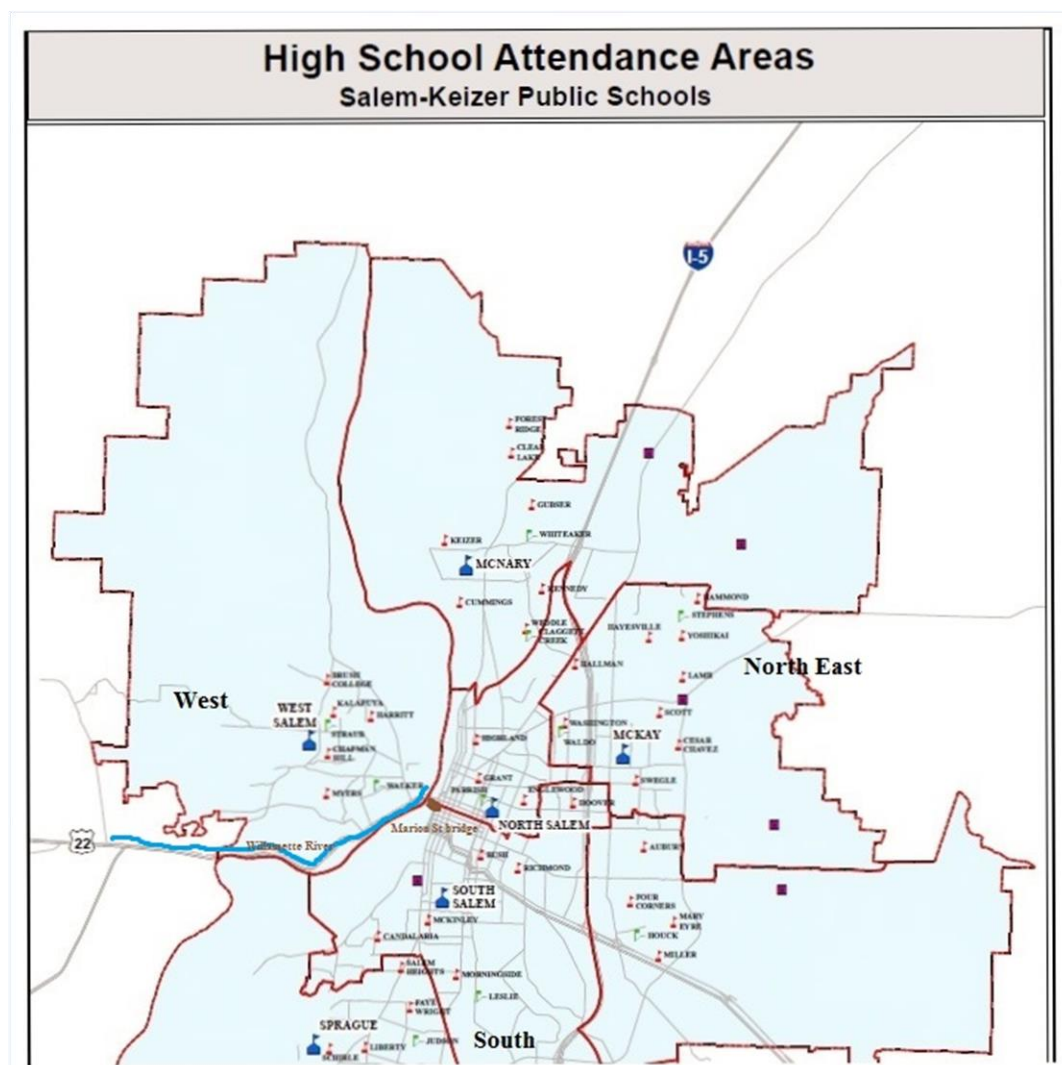 High School Attendance Areas
Salem-Keizer Public Schools
I-5
FORES
RIDGE
CLEA
LAKE
GUBSER
KEIZER
WHITEAKER
MCNARY
KENNEDY
CUMMINGS
HAMMOND
STEPHENS
WEDDLE
CLAGGETT
CREEK
HAYESVILLE
YOSHIKAI
HALLMAN
North East
LAMB
BRUSH
COLLEGE
West
WEST
SALEM
KALAPUYA
HARRITT
STRAUB
SCOTT
WASHINGTON
WALDO
MCKAY
HIGHLAND
CESAR
CHAVEZ
CHAPMAN
HILL
GRANT
SWEGLE
WALKER
MYERS
PARRISH
ENGLEWOOD
HOOVER
NORTH SALEM
Marion St bridge
22
Willamette River
BUSH
AUBURN
RICHMOND
SOUTH
SALEM
FOUR
CORNERS
MARY
EYRE
MCKINLEY
HOUCK
CANDALARIA
MILLER
SALEM
HEIGHTS
MORNINGSIDE
LESLIE
FAYE
WRIGHT
SPRAGUE
South
JUDSON
LIBERTY
SCHIRLE